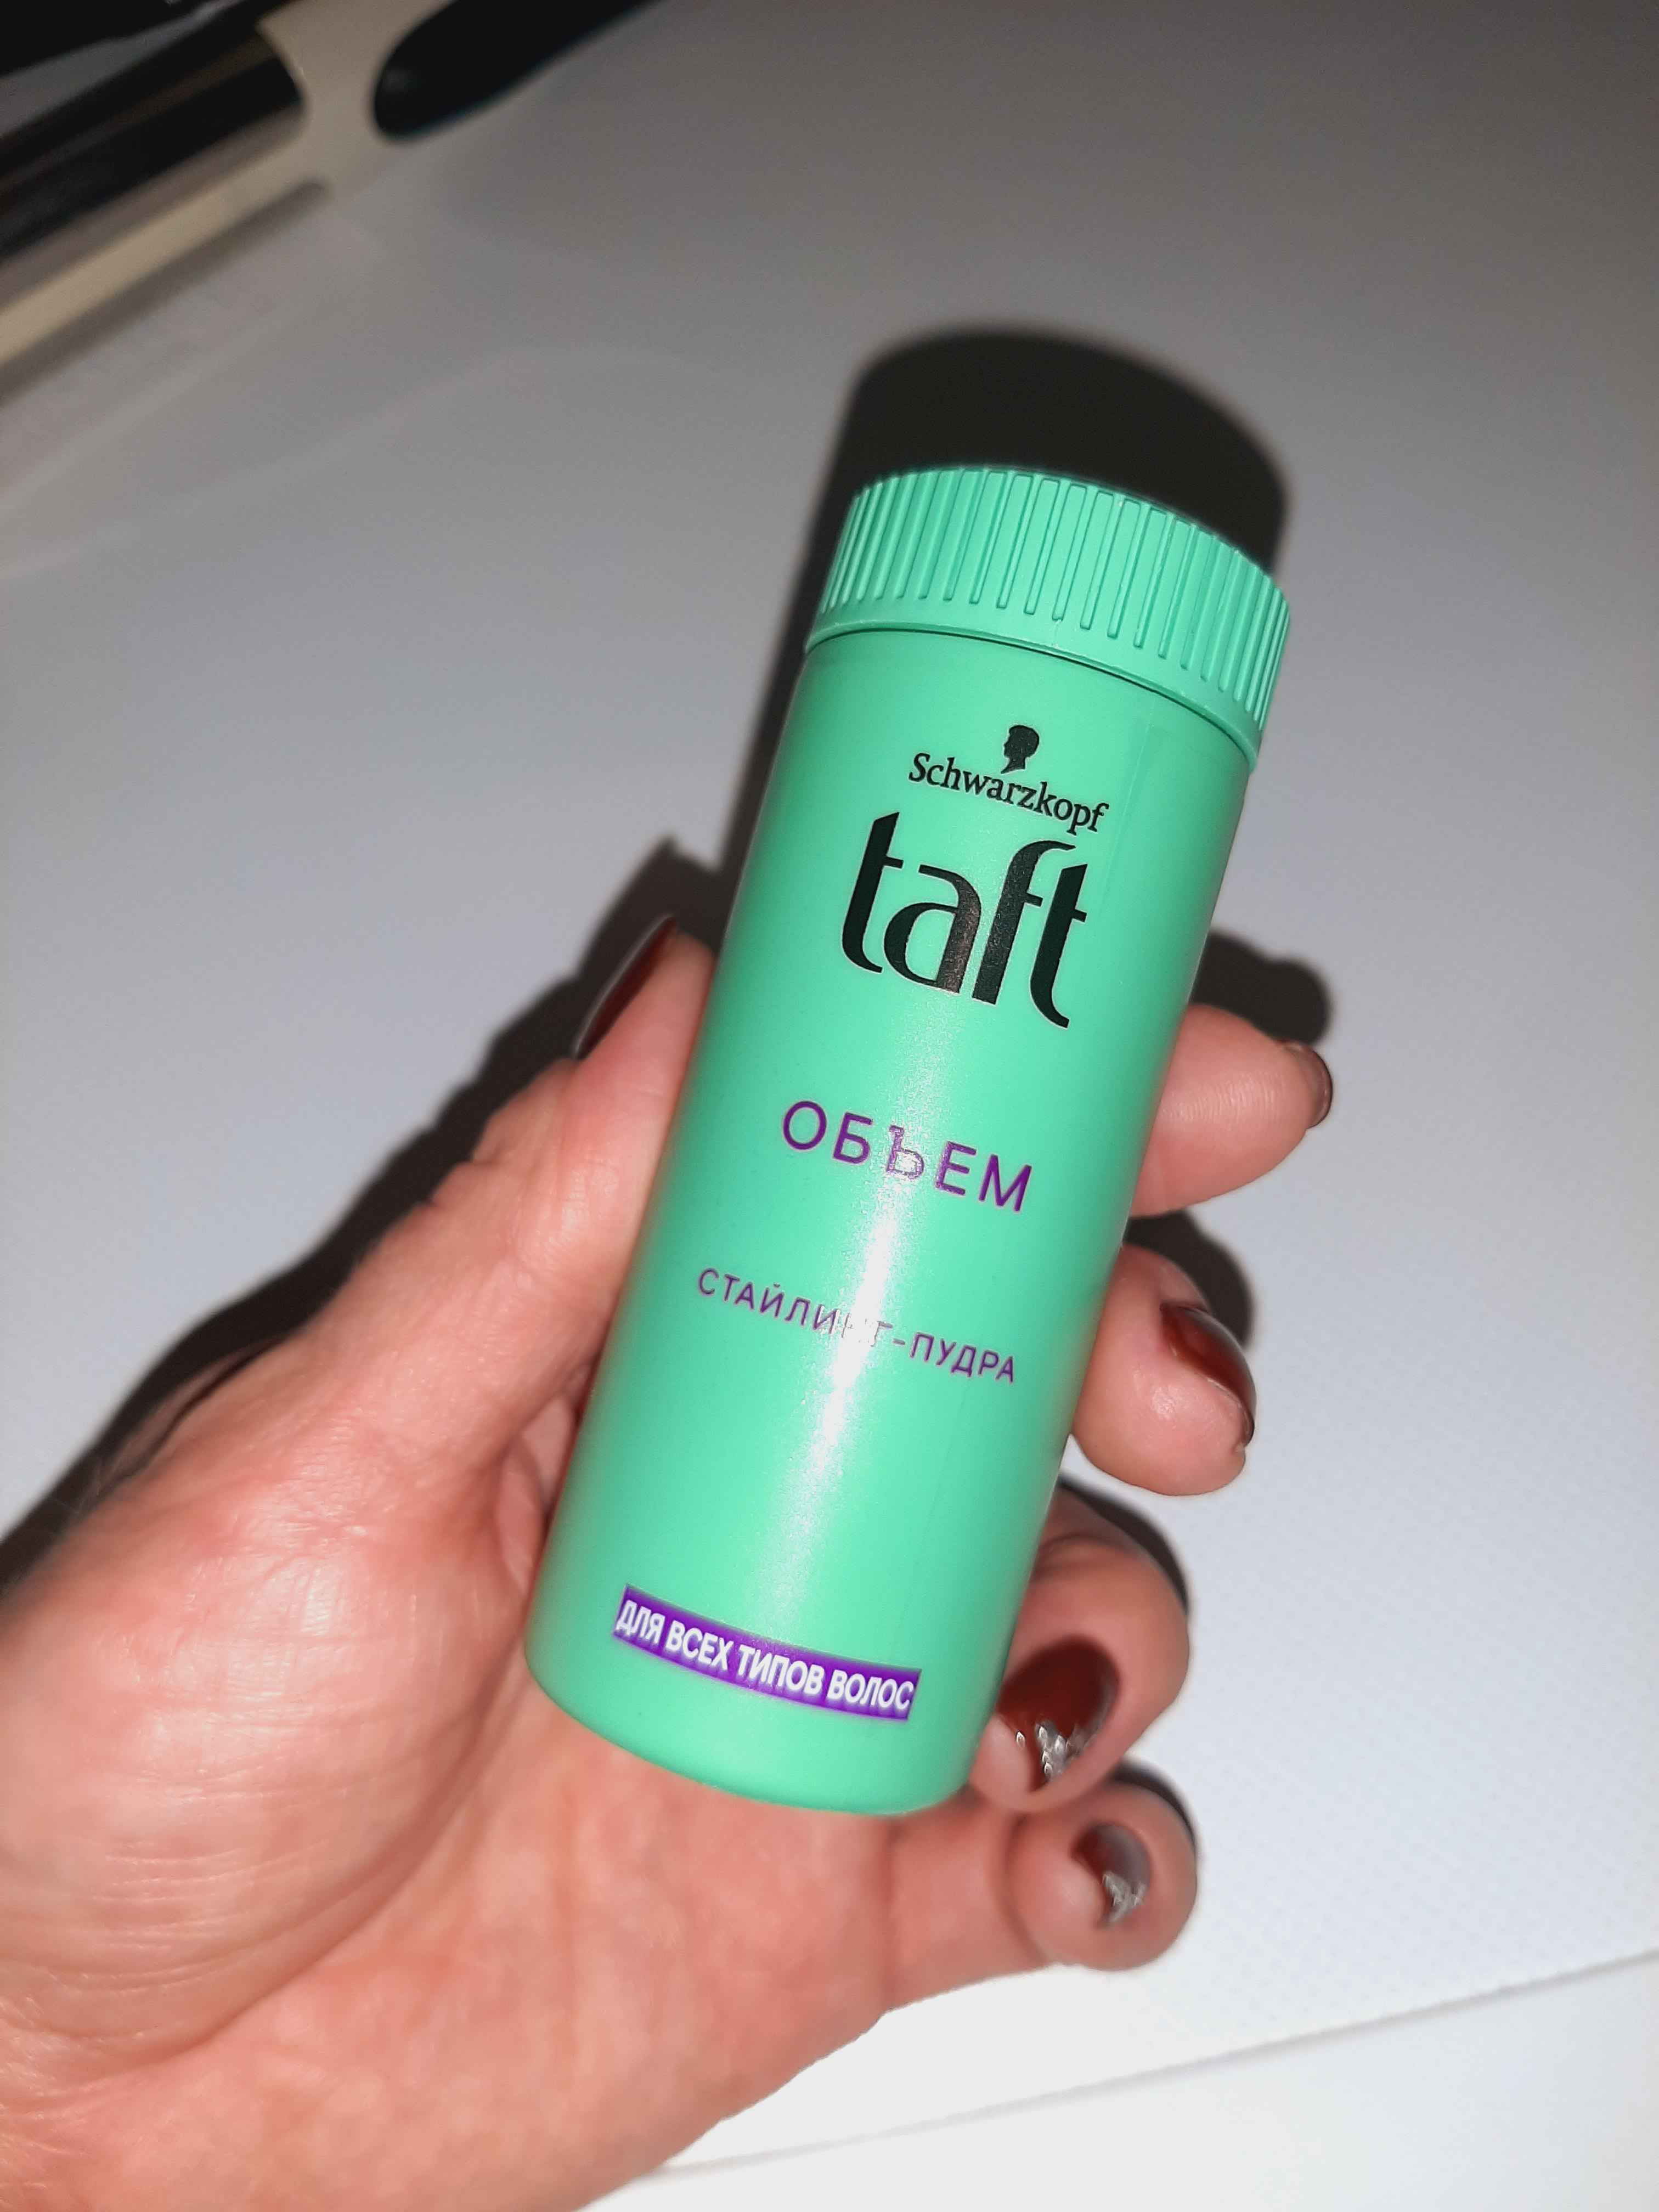 Schwarzkopf
taft
ОБЪЕМ
СТАЙЛИНГ-ПУДРА
ДЛЯ ВСЕХ ТИПОВ ВОЛОС